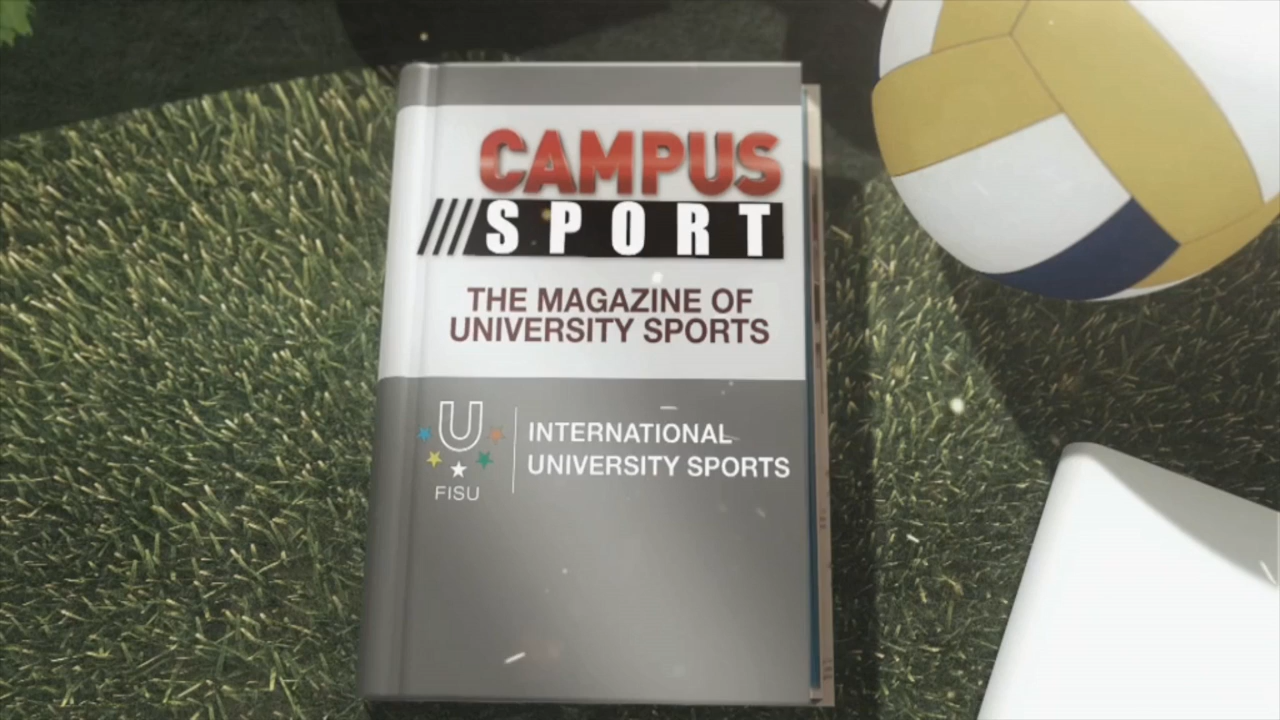 CAMPUS
SPORT
THE MAGAZINE OF
UNIVERSITY SPORTS
U
FISU
INTERNATIONAL
UNIVERSITY SPORTS